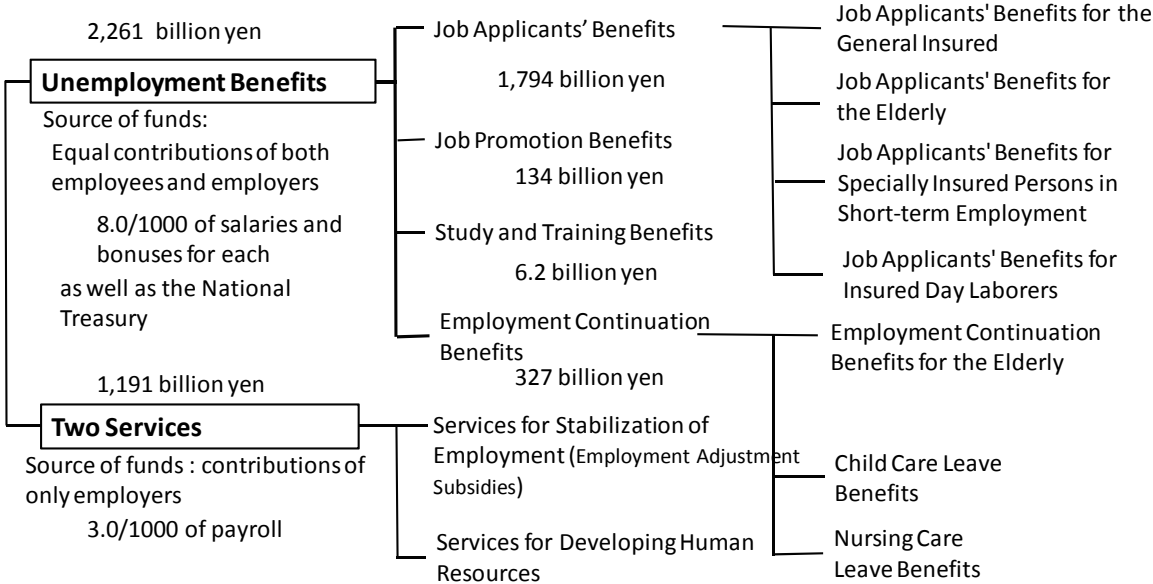 2,261 billion yen
Unemployment Benefits
Source of funds:
Equal contributions of both
employees and employers
8.0/1000 of salaries and
bonuses for each
as well as the National
Treasury
1,191 billion yen
Two Services
Source of funds : contributions of
only employers
3.0/1000 of payroll
Job Applicants’ Benefits
1,794 billion yen
Job Promotion Benefits
134 billion yen
Study and Training Benefits
6.2 billion yen
Employment Continuation
Benefits
327 billion yen
Services for Stabilization of
Employment (Employment Adjustment
Subsidies)
Services for Developing Human
Resources
Job Applicants' Benefits for the
General Insured
Job Applicants' Benefits for
the Elderly
Job Applicants' Benefits for
Specially Insured Persons in
Short-term Employment
Job Applicants' Benefits for
Insured Day Laborers
Employment Continuation
Benefits for the Elderly
Child Care Leave
Benefits
Nursing Care
Leave Benefits